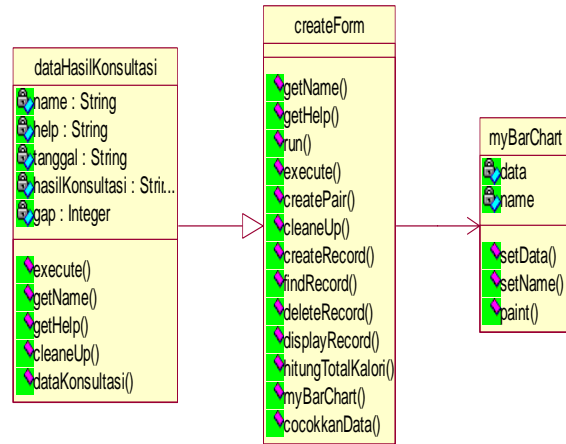 dataHasilKonsultasi
name : String
help : String
tanggal : String
hasilKonsultasi : Strir...
gap : Integer
execute()
getName()
getHelp()
cleaneUp()
dataKonsultasi()
createForm
getName()
getHelp()
run()
execute()
createPair()
cleaneUp()
createRecord()
findRecord()
deleteRecord()
displayRecord()
hitungTotalKalori()
myBarChart()
cocokkanData()
myBarChart
data
name
setData()
setName()
paint()